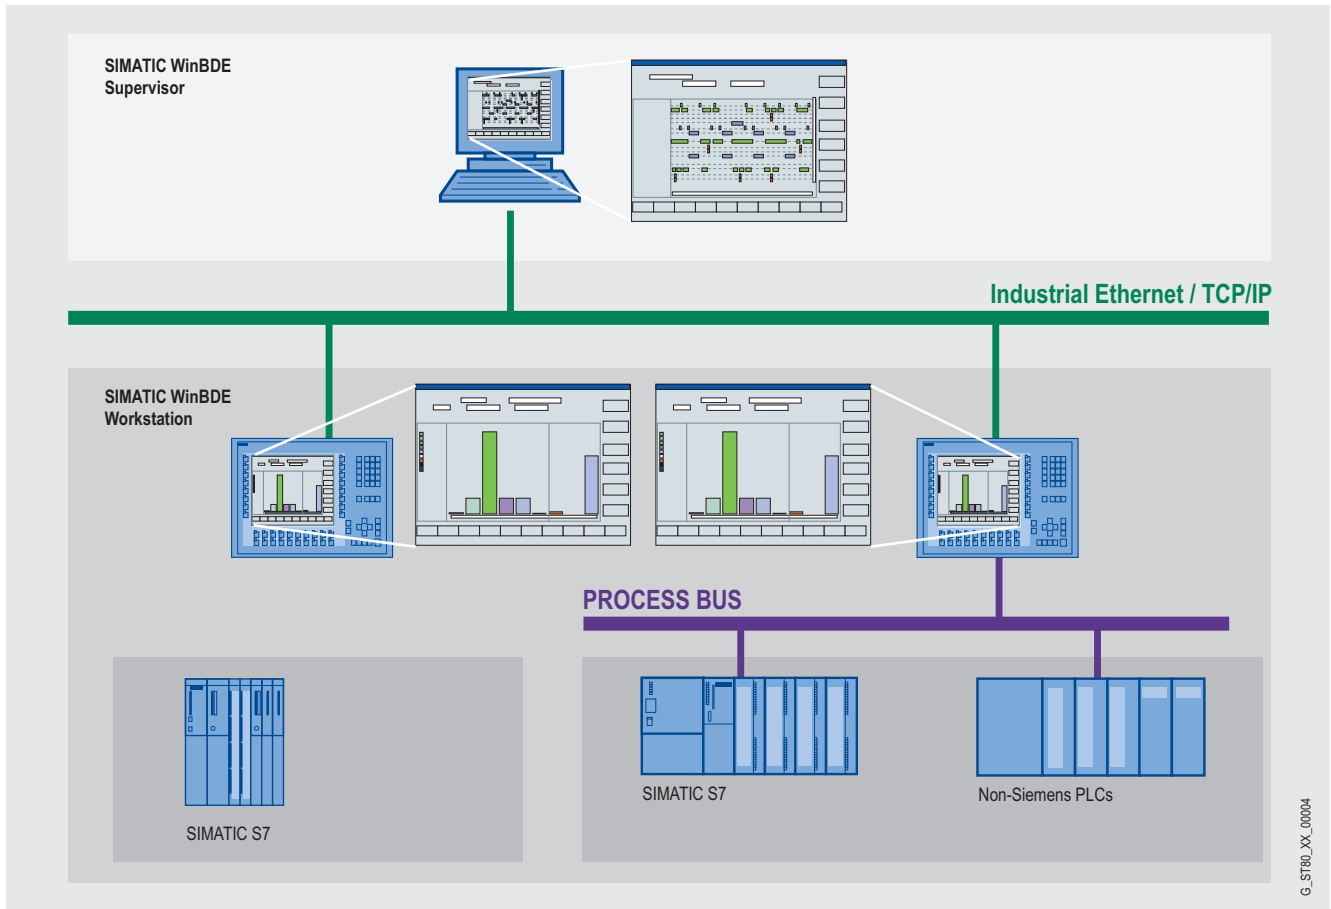 SIMATIC WinBDE
Supervisor
Industrial Ethernet / TCP/IP
SIMATIC WinBDE
Workstation
PROCESS BUS
SIMATIC S7
SIMATIC S7
Non-Siemens PLCs
G_ST80_XX_00004